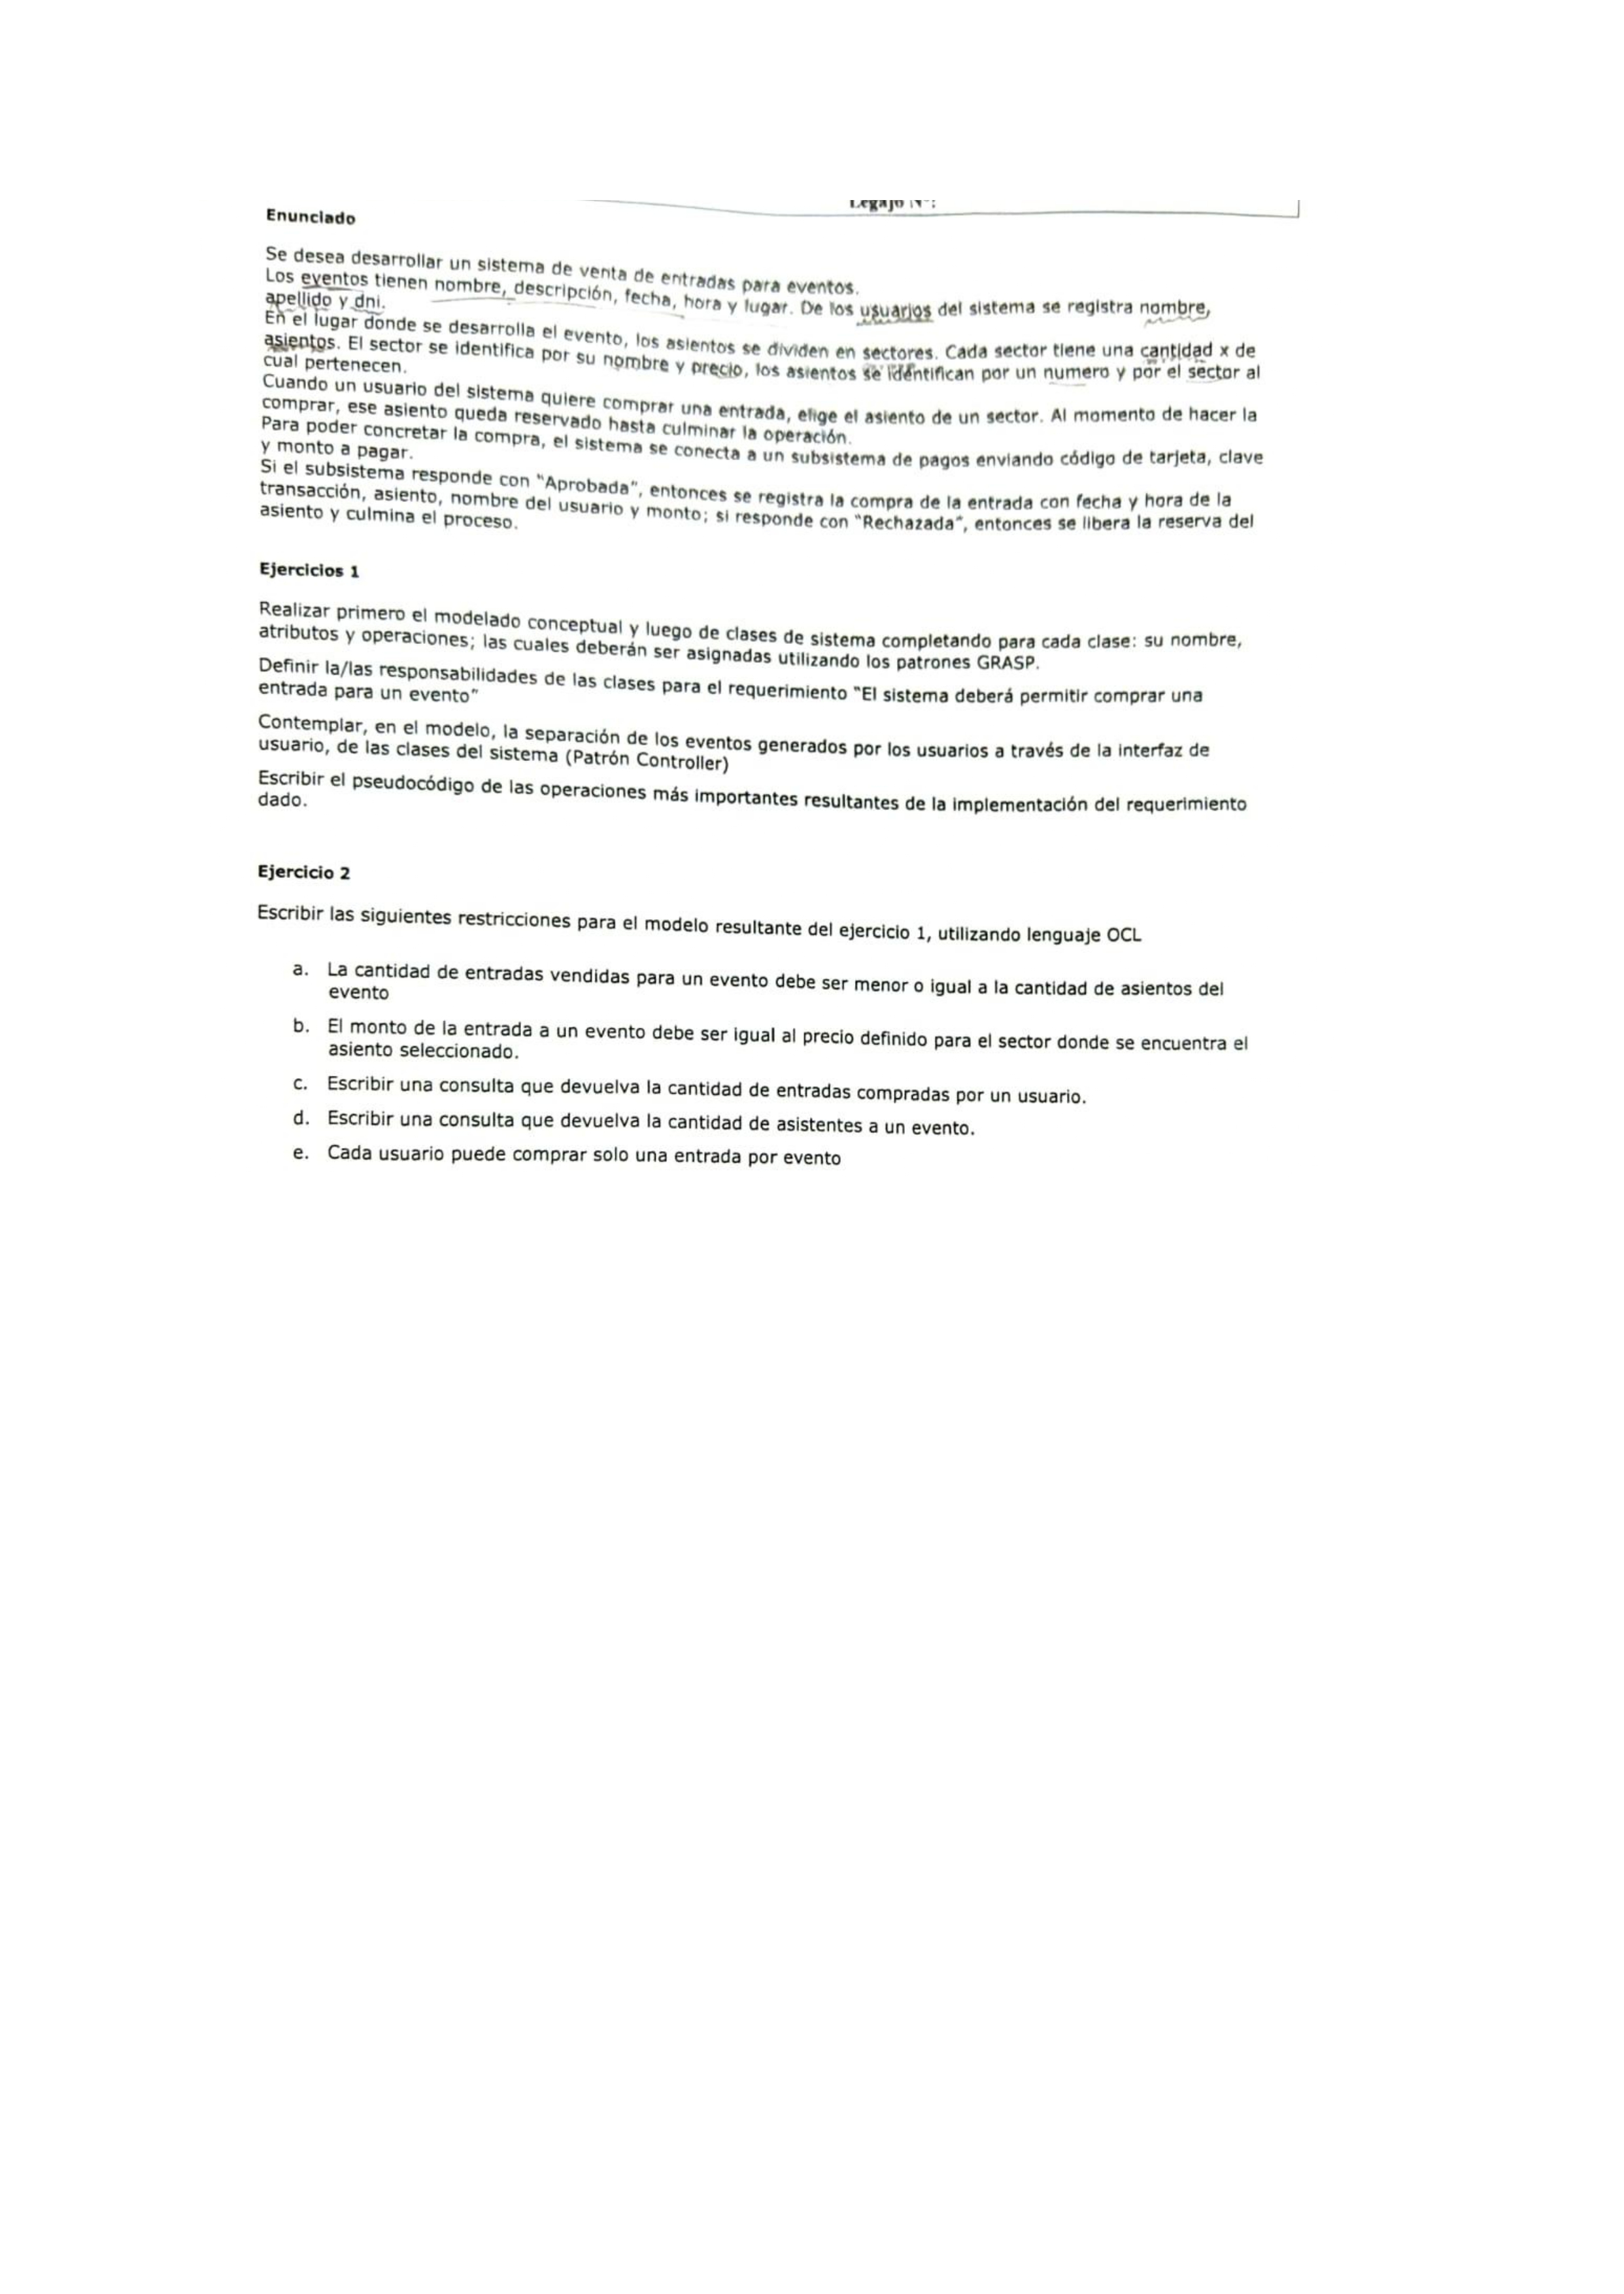 Legajo N°:
Enunciado
Se desea desarrollar un sistema de venta de entradas para eventos.
Los eventos tienen nombre, descripción, fecha, hora y lugar. De los usuarios del sistema se registra nombre,
apellido y dni.
En el lugar donde se desarrolla el evento, los asientos se dividen en sectores. Cada sector tiene una cantidad x de
asientos. El sector se identifica por su nombre y precio, los asientos se identifican por un numero y por el sector al
cual pertenecen.
Cuando un usuario del sistema quiere comprar una entrada, elige el asiento de un sector. Al momento de hacer la
comprar, ese asiento queda reservado hasta culminar la operación.
Para poder concretar la compra, el sistema se conecta a un subsistema de pagos enviando código de tarjeta, clave
y monto a pagar.
Si el subsistema responde con "Aprobada", entonces se registra la compra de la entrada con fecha y hora de la
transacción, asiento, nombre del usuario y monto; si responde con "Rechazada", entonces se libera la reserva del
asiento y culmina el proceso.
Ejercicios 1
Realizar primero el modelado conceptual y luego de clases de sistema completando para cada clase: su nombre,
atributos y operaciones; las cuales deberán ser asignadas utilizando los patrones GRASP.
Definir la/las responsabilidades de las clases para el requerimiento "El sistema deberá permitir comprar una
entrada para un evento"
Contemplar, en el modelo, la separación de los eventos generados por los usuarios a través de la interfaz de
usuario, de las clases del sistema (Patrón Controller)
Escribir el pseudocódigo de las operaciones más importantes resultantes de la implementación del requerimiento
dado.
Ejercicio 2
Escribir las siguientes restricciones para el modelo resultante del ejercicio 1, utilizando lenguaje OCL
a. La cantidad de entradas vendidas para un evento debe ser menor o igual a la cantidad de asientos del
evento
b. El monto de la entrada a un evento debe ser igual al precio definido para el sector donde se encuentra el
asiento seleccionado.
c. Escribir una consulta que devuelva la cantidad de entradas compradas por un usuario.
d. Escribir una consulta que devuelva la cantidad de asistentes a un evento.
e. Cada usuario puede comprar solo una entrada por evento